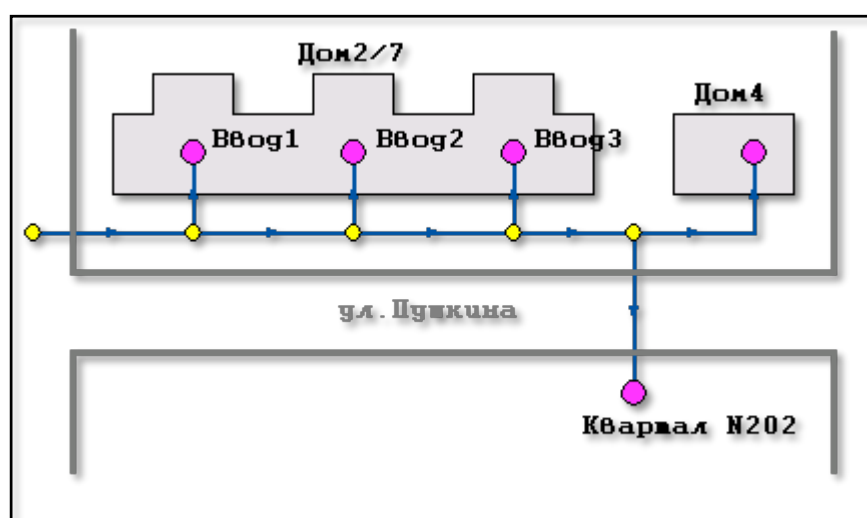 Дом2/7
Дом4
Ввод1
Ввод2
Ввод3
ул.Пушкина
Квартал N202